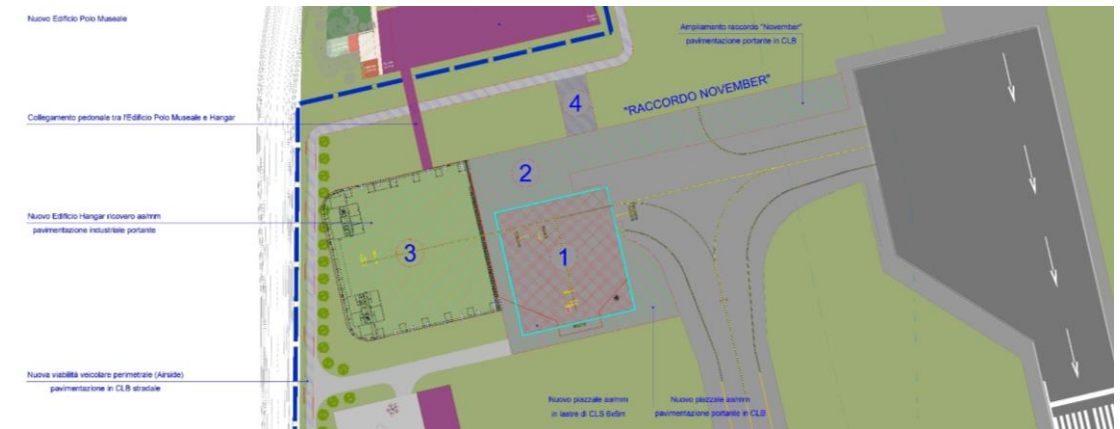 Nuovo Edificio Polo Museale
Ampliamento raccordo "November"
pavimentazione portante in CLB
4
"RACCORDO NOVEMBER"
Collegamento pedonale tra l'Edificio Polo Museale e Hangar
2
Nuovo Edificio Hangar ricovero aa/mm
pavimentazione industriale portante
3
1
Nuova viabilità veicolare perimetrale (Airside)
pavimentazione in CLB stradale
Nuovo piazzale aa/mm
in lastre di CLS 6x6m
Nuovo piazzale aa/mm
pavimentazione portante in CLB